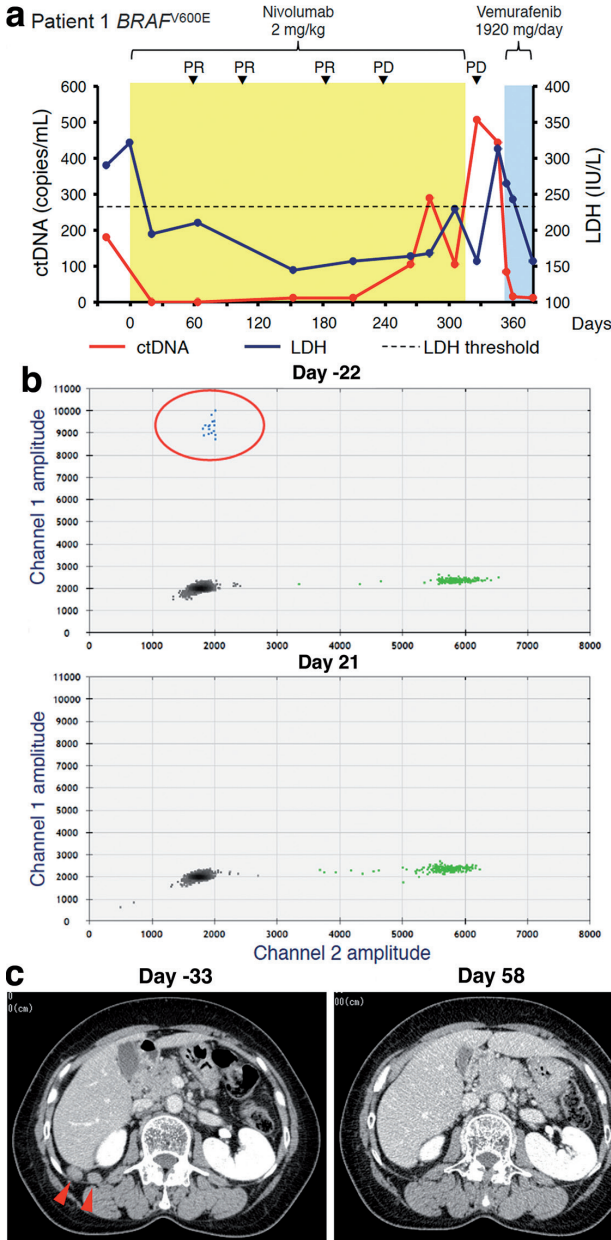 a Patient 1 BRAFV600E
Nivolumab
2 mg/kg
Vemurafenib
1920 mg/day
PR PR PR PD PD
600 500 400 300 200 100 0
ctDNA (copies/mL)
400 350 300 250 200 150 100
LDH (IU/L)
0 60 120 180 240 300 360 Days
ctDNA LDH LDH threshold
b Day -22
11000 10000 9000 8000 7000 6000 5000 4000 3000 2000 1000 0
Channel 1 amplitude
0 1000 2000 3000 4000 5000 6000 7000 8000
Day 21
11000 10000 9000 8000 7000 6000 5000 4000 3000 2000 1000 0
Channel 1 amplitude
0 1000 2000 3000 4000 5000 6000 7000 8000
Channel 2 amplitude
c Day -33 Day 58
0(cm) 00(cm)